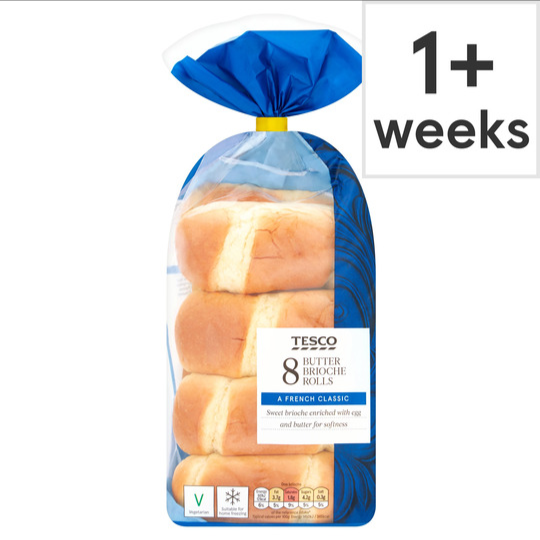 1+
weeks
TESCO
8 BUTTER
BRIOCHE
ROLLS
A FRENCH CLASSIC
Sweet brioche enriched with egg
and butter for softness
V
Vegetarian
Suitable for
home freezing